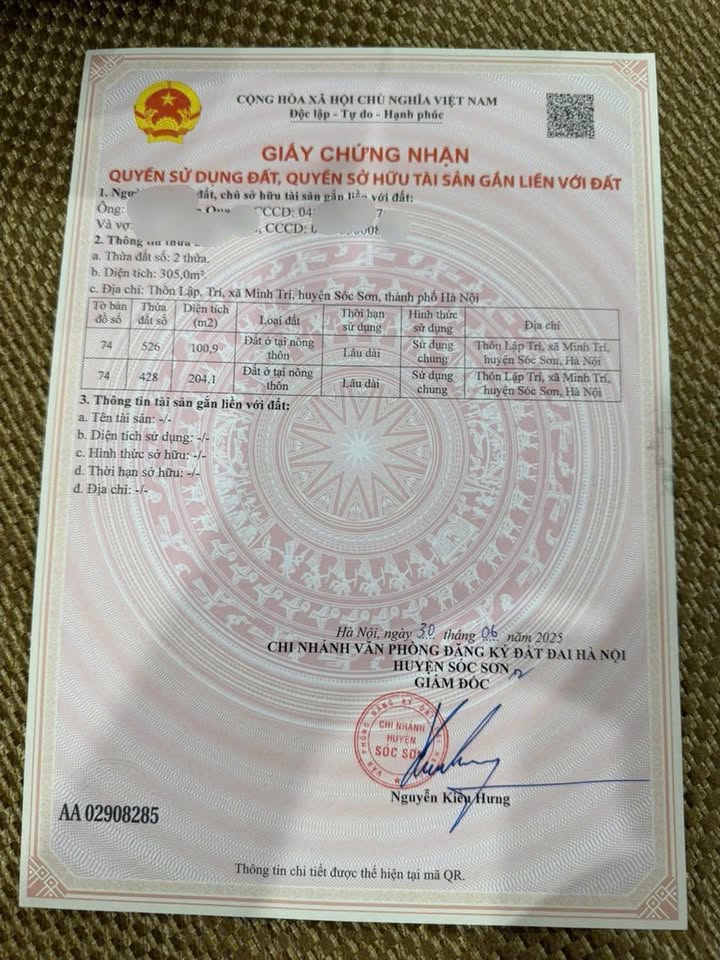 CỘNG HÒA XÃ HỘI CHỦ NGHĨA VIỆT NAM
Độc lập - Tự do - Hạnh phúc
GIẤY CHỨNG NHẬN
QUYỀN SỬ DỤNG ĐẤT, QUYỀN SỞ HỮU TÀI SẢN GẮN LIỀN VỚI ĐẤT
1. đất, chủ sở hữu tài sản gắn liền với đất:
Ông: CCCD:
Và vợ: , CCCD:
2. Thông tin thửa
a. Thửa đất số: 2 thửa.
b. Diện tích: 305,0m².
c. Địa chỉ: Thôn Lập, Trí, xã Minh Trí, huyện Sóc Sơn, thành phố Hà Nội
Tờ bản đồ số Thửa đất số Diện tích (m2) Loại đất Thời hạn sử dụng Hình thức sử dụng Địa chỉ
74 526 100,9 Đất ở tại nông thôn Lâu dài Sử dụng chung Thôn Lập Trí, xã Minh Trí, huyện Sóc Sơn, Hà Nội
74 428 204,1 Đất ở tại nông thôn Lâu dài Sử dụng chung Thôn Lập Trí, xã Minh Trí, huyện Sóc Sơn, Hà Nội
3. Thông tin tài sản gắn liền với đất:
a. Tên tài sản: -/-
b. Diện tích sử dụng: -/-
c. Hình thức sở hữu: -/-
d. Thời hạn sở hữu: -/-
đ. Địa chỉ: -/-
Hà Nội, ngày 30 tháng 06 năm 2025
CHI NHÁNH VĂN PHÒNG ĐĂNG KÝ ĐẤT ĐAI HÀ NỘI
HUYỆN SÓC SƠN
GIÁM ĐỐC
VĂN PHÒNG ĐĂNG KÝ ĐẤT
CHI NHÁNH
HUYỆN
SÓC SƠN
Nguyễn Kiều Hưng
AA 02908285
Thông tin chi tiết được thể hiện tại mã QR.